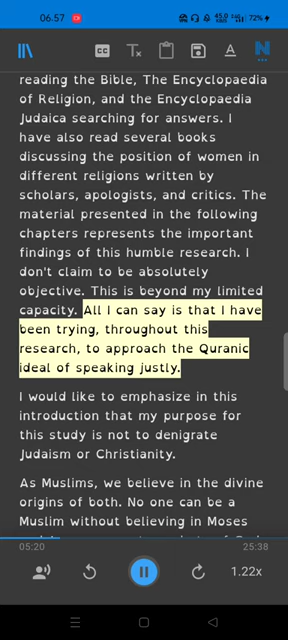 06.57
45.0
72%
CC
reading the Bible, The Encyclopaedia
of Religion, and the Encyclopaedia
Judaica searching for answers. I
have also read several books
discussing the position of women in
different religions written by
scholars, apologists, and critics. The
material presented in the following
chapters represents the important
findings of this humble research. I
don't claim to be absolutely
objective. This is beyond my limited
capacity. All I can say is that I have
been trying, throughout this
research, to approach the Quranic
ideal of speaking justly.
I would like to emphasize in this
introduction that my purpose for
this study is not to denigrate
Judaism or Christianity.
As Muslims, we believe in the divine
origins of both. No one can be a
Muslim without believing in Moses
05:20
25:38
1.22x